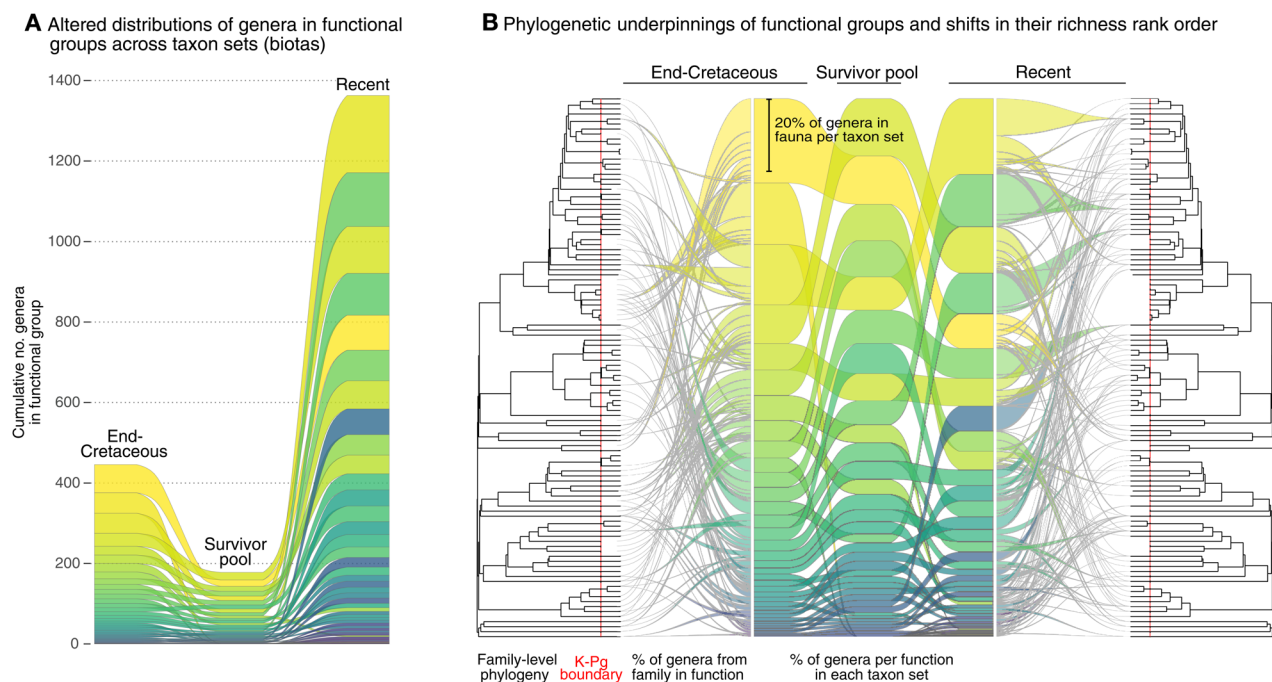 A Altered distributions of genera in functional
groups across taxon sets (biotas)
Cumulative no. genera
in functional group
1400
1200
1000
800
600
400
200
0
End-
Cretaceous
Survivor
pool
Recent
B Phylogenetic underpinnings of functional groups and shifts in their richness rank order
End-Cretaceous
Survivor pool
Recent
20% of genera in
fauna per taxon set
Family-level
phylogeny
K-Pg
boundary
% of genera from
family in function
% of genera per function
in each taxon set